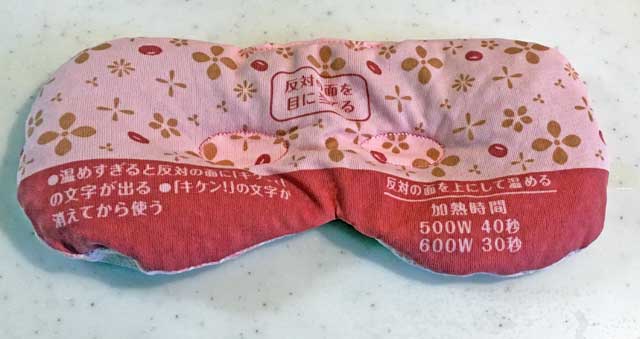 反対の面を
目にあてる
●温めすぎると反対の面に「キケン!」
の文字が出る ●「キケン!」の文字が
消えてから使う
反対の面を上にして温める
加熱時間
500W 40秒
600W 30秒